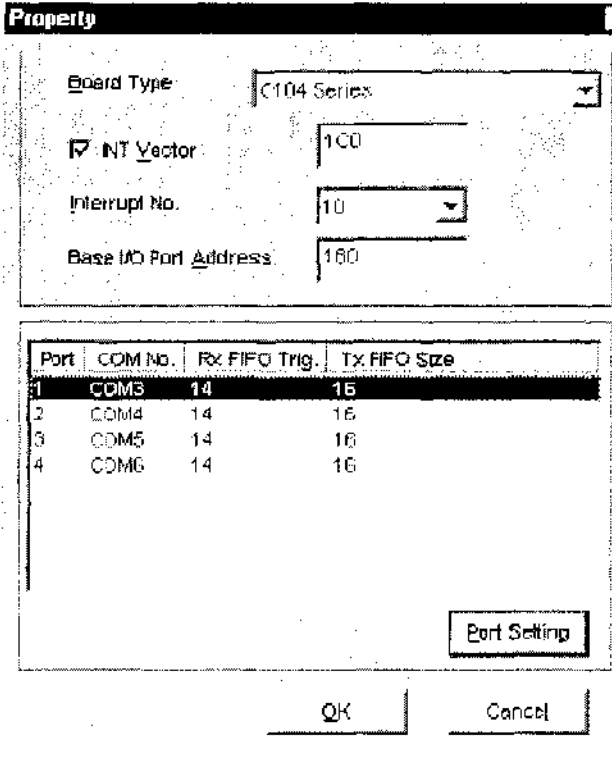 Property
Board Type C104 Series
INT Vector 1C0
Interrupt No. 10
Base I/O Port Address 180
Port COM No. Rx FIFO Trig. Tx FIFO Size
1 COM3 14 16
2 COM4 14 16
3 COM5 14 16
4 COM6 14 16
Port Setting
OK Cancel